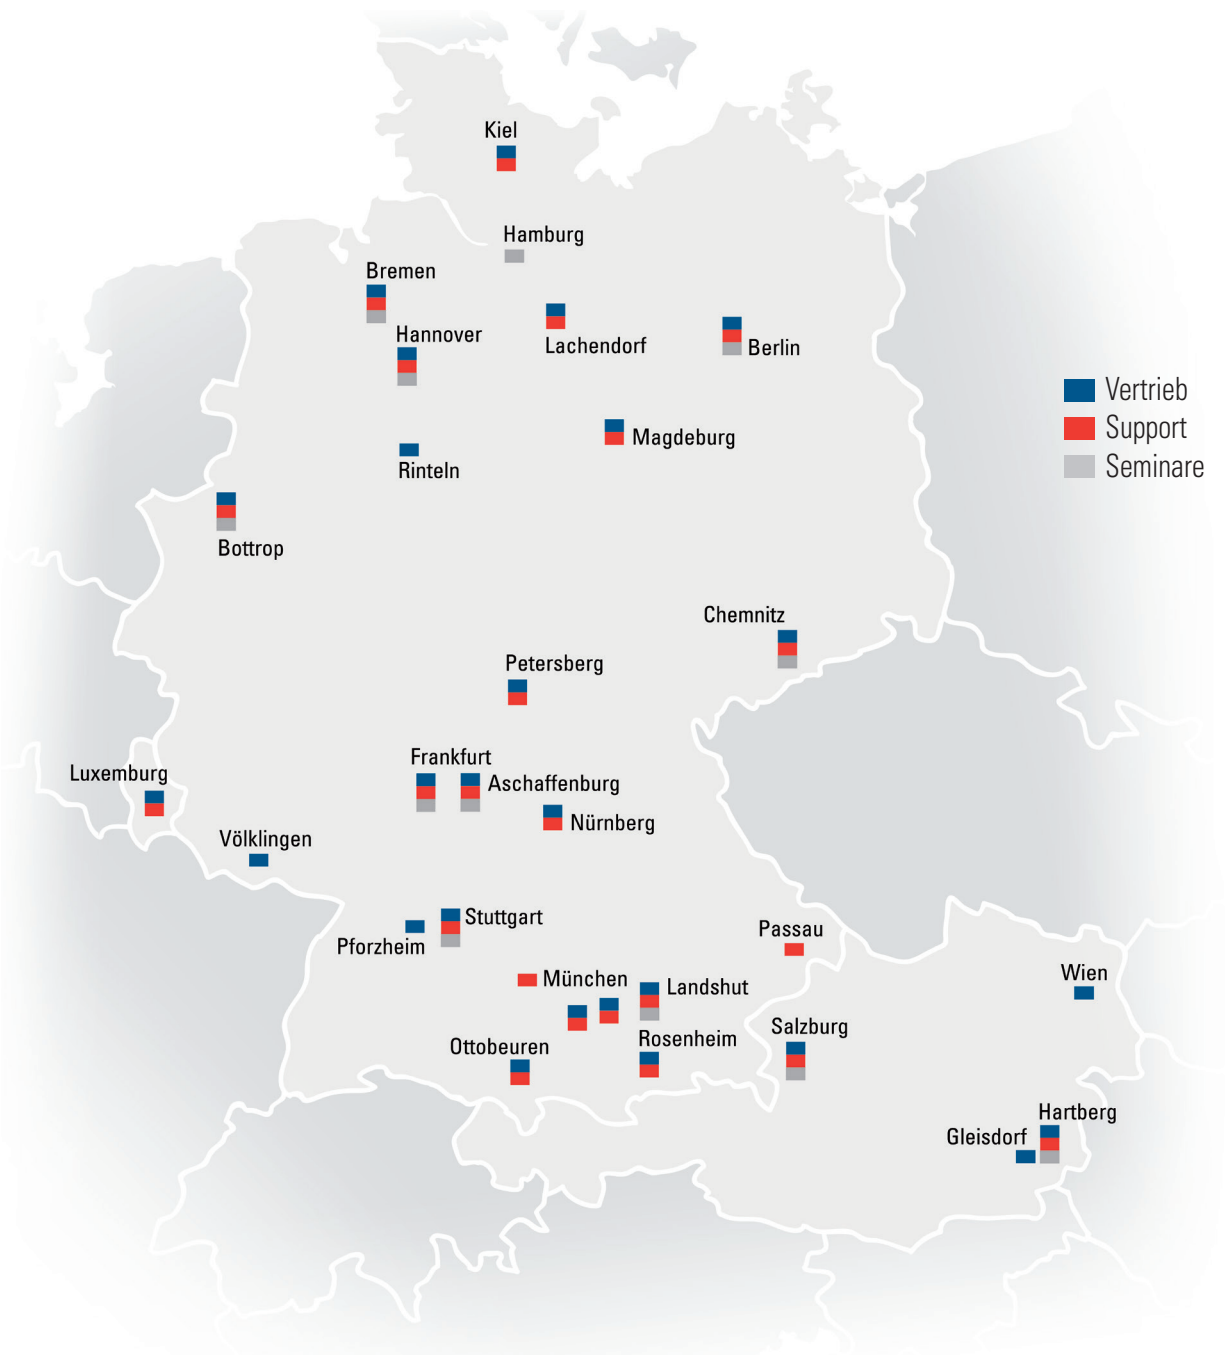 Kiel
Hamburg
Bremen
Hannover
Lachendorf
Berlin
Vertrieb
Support
Seminare
Magdeburg
Rinteln
Bottrop
Chemnitz
Petersberg
Frankfurt
Luxemburg
Aschaffenburg
Nürnberg
Völklingen
Stuttgart
Pforzheim
Passau
München
Landshut
Wien
Salzburg
Rosenheim
Ottobeuren
Hartberg
Gleisdorf